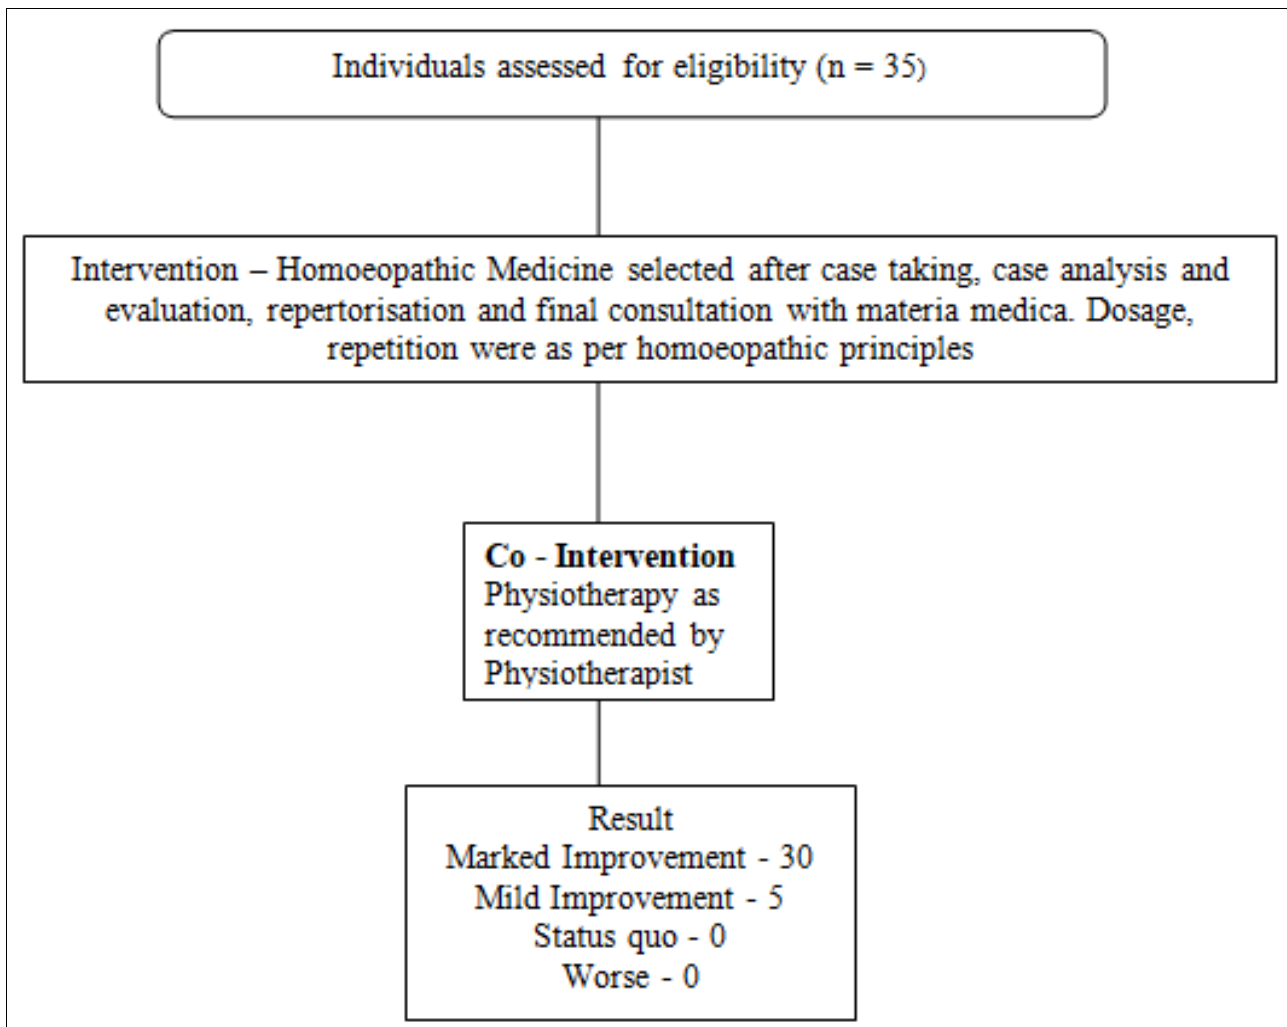 Individuals assessed for eligibility (n = 35)
Intervention – Homoeopathic Medicine selected after case taking, case analysis and
evaluation, repertorisation and final consultation with materia medica. Dosage,
repetition were as per homoeopathic principles
Co - Intervention
Physiotherapy as
recommended by
Physiotherapist
Result
Marked Improvement - 30
Mild Improvement - 5
Status quo - 0
Worse - 0